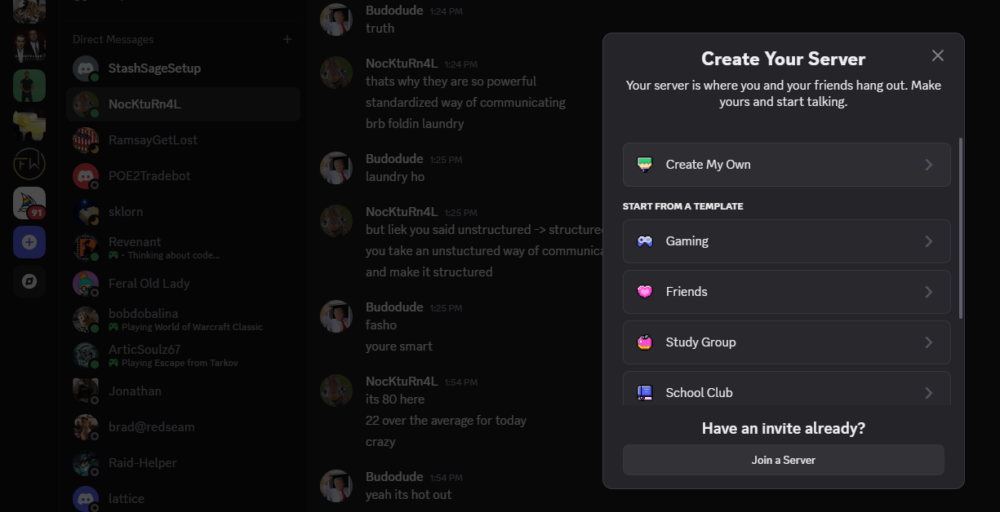 91
Direct Messages
StashSageSetup
NocKtuRn4L
RamsayGetLost
POE2Tradebot
sklorn
Revenant
- Thinking about code...
Feral Old Lady
bobdobalina
Playing World of Warcraft Classic
ArticSoulz67
Playing Escape from Tarkov
Jonathan
brad@redseam
Raid-Helper
lattice
Budodude 1:24 PM
truth
NocKtuRn4L 1:24 PM
thats why they are so powerful
standardized way of communicating
brb foldin laundry
Budodude 1:25 PM
laundry ho
NocKtuRn4L 1:25 PM
but liek you said unstructured -> structured
you take an unstuctured way of communica
and make it structured
Budodude 1:25 PM
fasho
youre smart
NocKtuRn4L 1:54 PM
its 80 here
22 over the average for today
crazy
Budodude 1:54 PM
yeah its hot out
Create Your Server
Your server is where you and your friends hang out. Make
yours and start talking.
Create My Own
START FROM A TEMPLATE
Gaming
Friends
Study Group
School Club
Have an invite already?
Join a Server